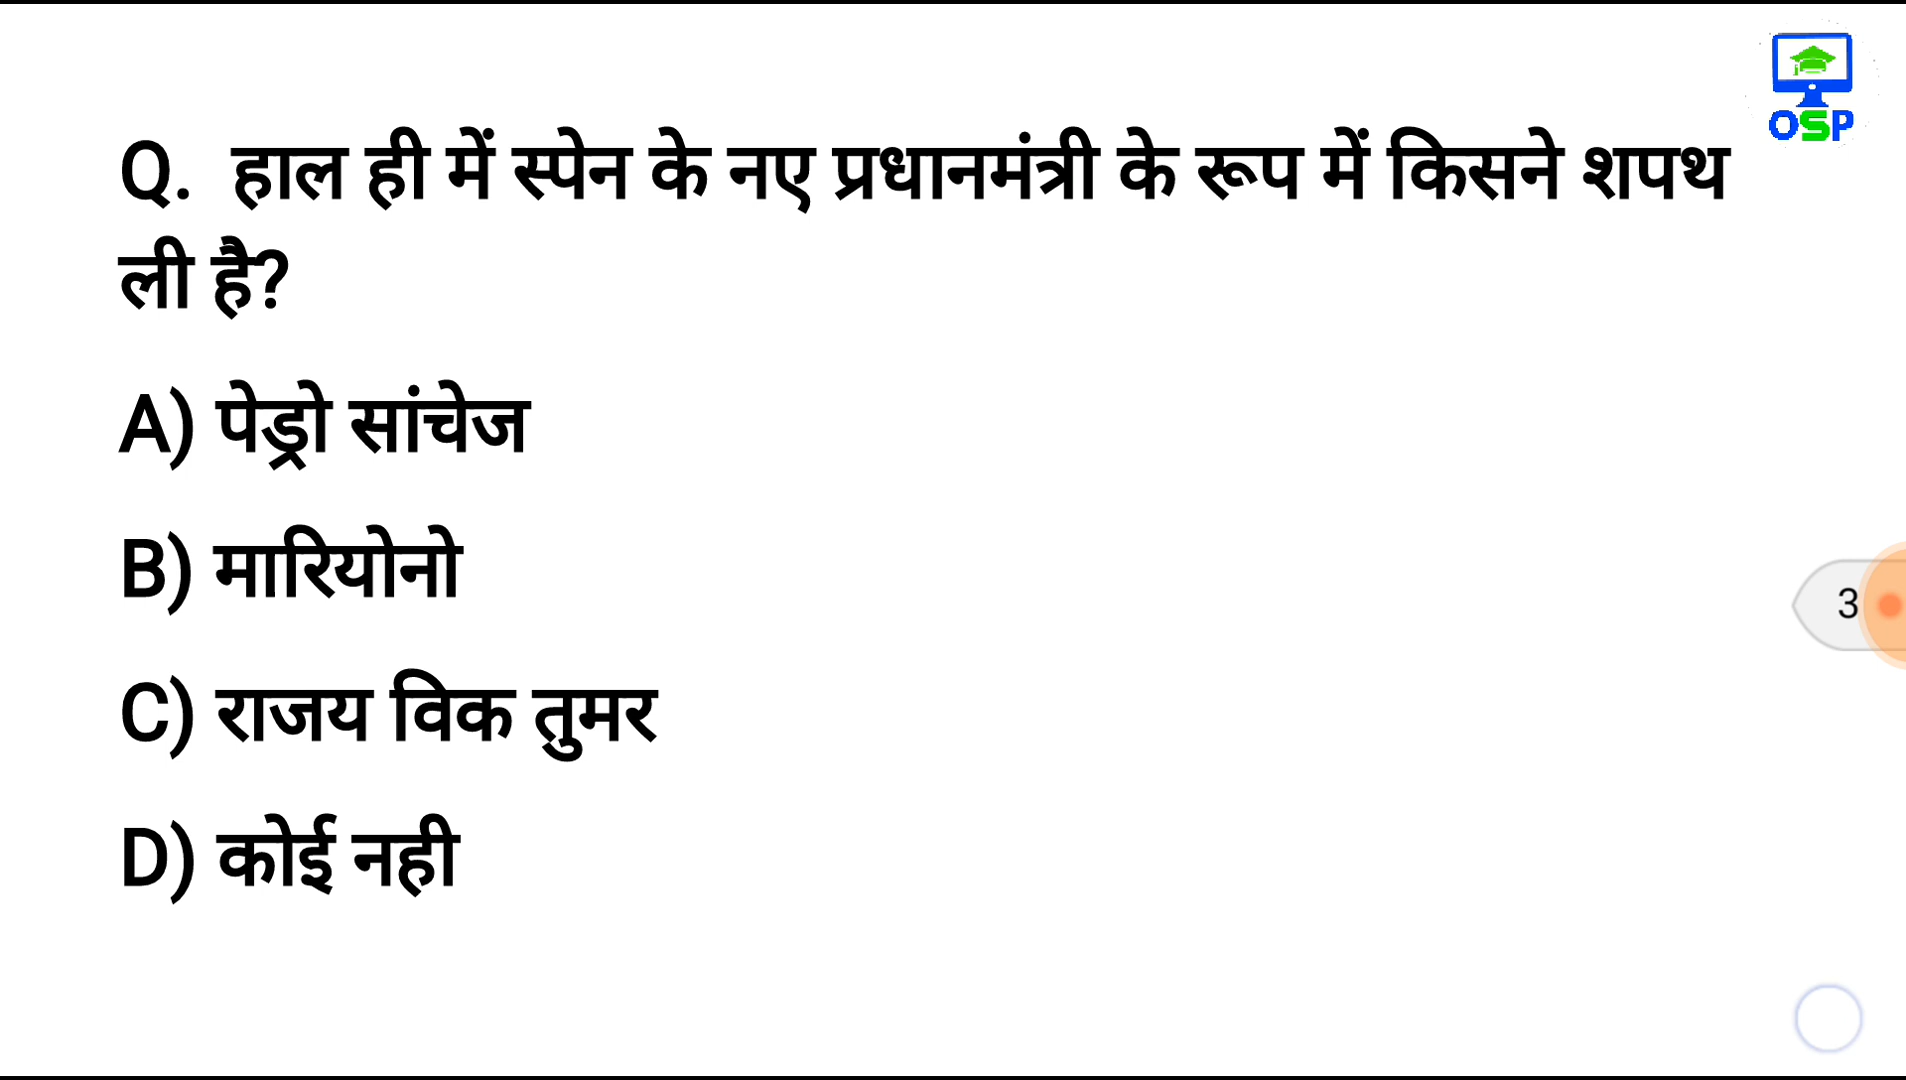 OSP
Q. हाल ही में स्पेन के नए प्रधानमंत्री के रूप में किसने शपथ
ली है?
A) पेड्रो सांचेज
B) मारियोनो
C) राजय विक तुमर
D) कोई नही
3